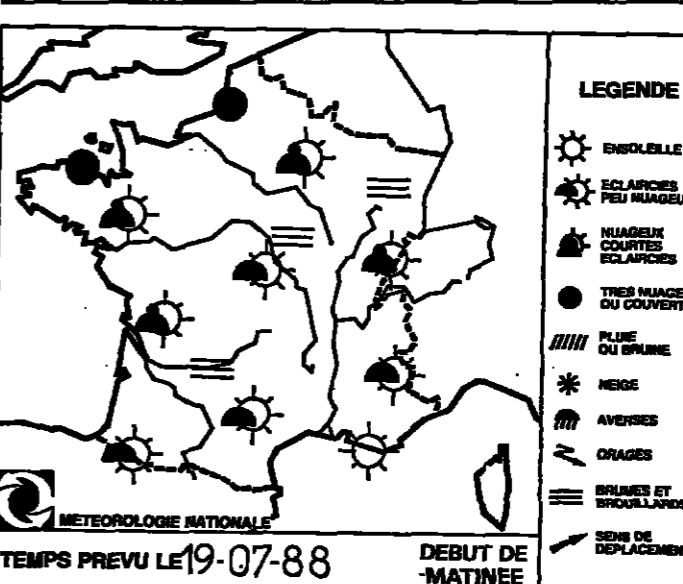 LEGENDE
ENSOLEILLE
ECLAIRCIES
PEU NUAGEU
NUAGEUX
COURTES
ECLAIRCIES
TRES NUAGE
OU COUVERT
PLUIE
OU BRUINE
NEIGE
AVERSES
ORAGES
BRUMES ET
BROUILLARDS
SENS DE
DEPLACEMEN
METEOROLOGIE NATIONALE
TEMPS PREVU LE 19-07-88
DEBUT DE
-MATINEE